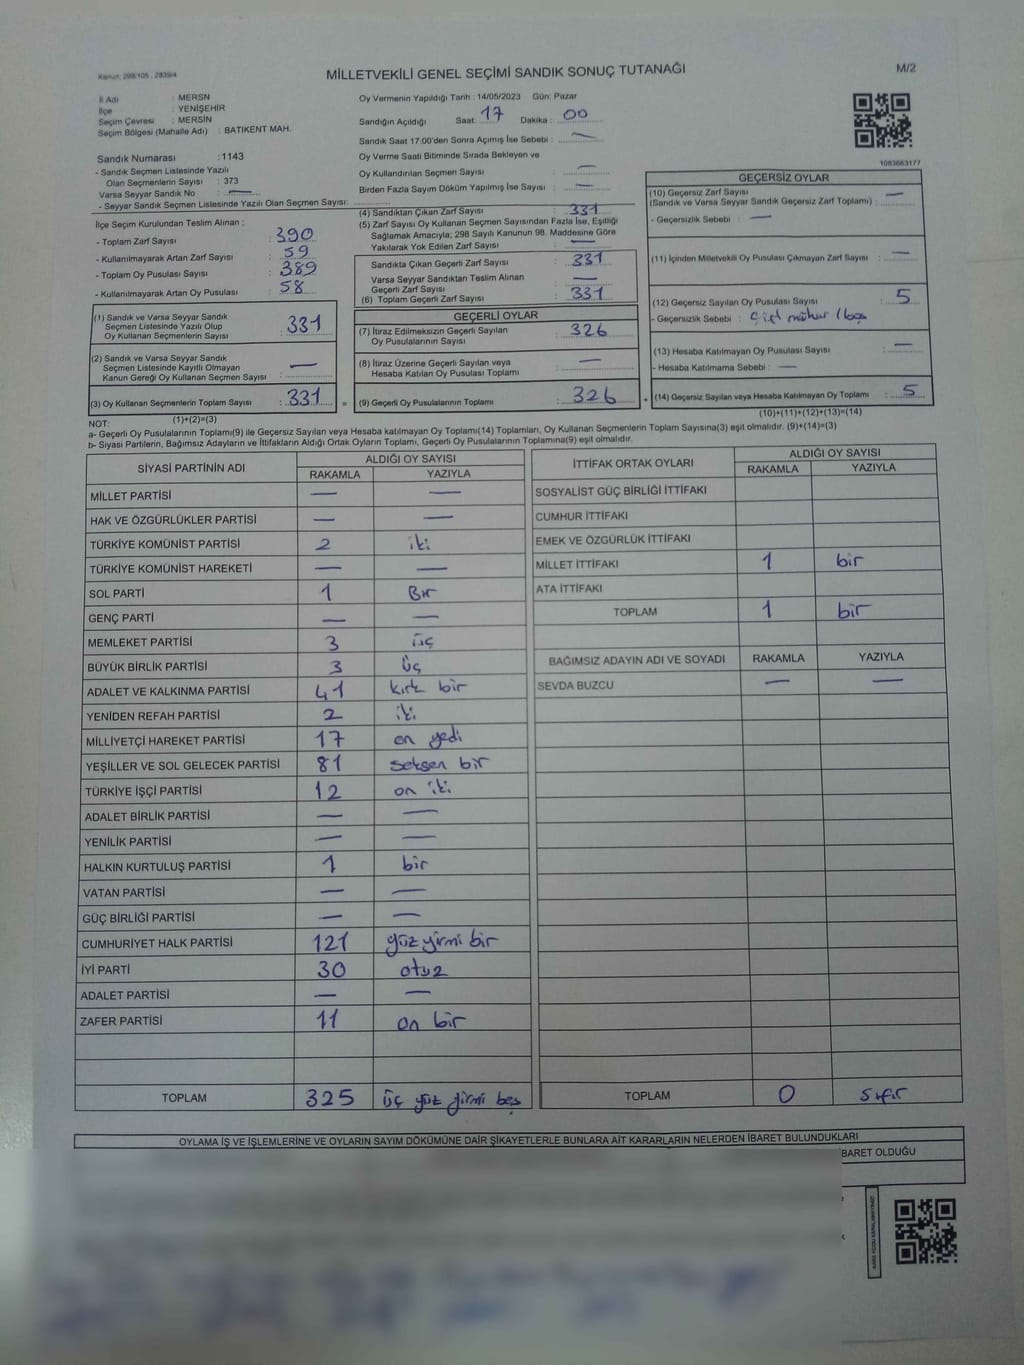 Kanun: 298/105 , 2839/4
MİLLETVEKİLİ GENEL SEÇİMİ SANDIK SONUÇ TUTANAĞI
M/2
İl Adı : MERSN
İlçe : YENİŞEHİR
Seçim Çevresi : MERSİN
Seçim Bölgesi (Mahalle Adı) : BATIKENT MAH.
Sandık Numarası :1143
- Sandık Seçmen Listesinde Yazılı
Olan Seçmenlerin Sayısı : 373
Varsa Seyyar Sandık No : —
- Seyyar Sandık Seçmen Listesinde Yazılı Olan Seçmen Sayısı:
Oy Vermenin Yapıldığı Tarih : 14/05/2023 Gün: Pazar
Sandığın Açıldığı Saat: 17 Dakika : 00
Sandık Saat 17.00'den Sonra Açımış İse Sebebi : —
Oy Verme Saati Bitiminde Sırada Bekleyen ve
Oy Kullandırılan Seçmen Sayısı : —
Birden Fazla Sayım Döküm Yapılmış İse Sayısı : —
1083663177
İlçe Seçim Kurulundan Teslim Alınan :
- Toplam Zarf Sayısı : 390
- Kullanılmayarak Artan Zarf Sayısı : 59
- Toplam Oy Pusulası Sayısı : 389
- Kullanılmayarak Artan Oy Pusulası : 58
(1) Sandık ve Varsa Seyyar Sandık
Seçmen Listesinde Yazılı Olup
Oy Kullanan Seçmenlerin Sayısı : 331
(2) Sandık ve Varsa Seyyar Sandık
Seçmen Listesinde Kayıtlı Olmayan
Kanun Gereği Oy Kullanan Seçmen Sayısı : —
(3) Oy Kullanan Seçmenlerin Toplam Sayısı : 331 =
(1)+(2)=(3)
(4) Sandıktan Çıkan Zarf Sayısı : 331
(5) Zarf Sayısı Oy Kullanan Seçmen Sayısından Fazla İse, Eşitliği
Sağlamak Amacıyla; 298 Sayılı Kanunun 98. Maddesine Göre
Yakılarak Yok Edilen Zarf Sayısı : —
Sandıkta Çıkan Geçerli Zarf Sayısı : 331
Varsa Seyyar Sandıktan Teslim Alınan
Geçerli Zarf Sayısı : —
(6) Toplam Geçerli Zarf Sayısı : 331
GEÇERLİ OYLAR
(7) İtiraz Edilmeksizin Geçerli Sayılan
Oy Pusulalarının Sayısı : 326
(8) İtiraz Üzerine Geçerli Sayılan veya
Hesaba Katılan Oy Pusulası Toplamı : —
(9) Geçerli Oy Pusulalarının Toplamı : 326 +
GEÇERSİZ OYLAR
(10) Geçersiz Zarf Sayısı
(Sandık ve Varsa Seyyar Sandık Geçersiz Zarf Toplamı) : —
- Geçersizlik Sebebi : —
(11) İçinden Milletvekili Oy Pusulası Çıkmayan Zarf Sayısı : —
(12) Geçersiz Sayılan Oy Pusulası Sayısı : 5
- Geçersizlik Sebebi : Çift mühür / boş
(13) Hesaba Katılmayan Oy Pusulası Sayısı : —
- Hesaba Katılmama Sebebi : —
(14) Geçersiz Sayılan veya Hesaba Katılmayan Oy Toplamı : 5
(10)+(11)+(12)+(13)=(14)
NOT:
a- Geçerli Oy Pusulalarının Toplamı(9) ile Geçersiz Sayılan veya Hesaba katılmayan Oy Toplamı(14) Toplamları, Oy Kullanan Seçmenlerin Toplam Sayısına(3) eşit olmalıdır. (9)+(14)=(3)
b- Siyasi Partilerin, Bağımsız Adayların ve İttifakların Aldığı Ortak Oyların Toplamı, Geçerli Oy Pusulalarının Toplamına(9) eşit olmalıdır.
SİYASİ PARTİNİN ADI ALDIĞI OY SAYISI
RAKAMLA YAZIYLA
MİLLET PARTİSİ — —
HAK VE ÖZGÜRLÜKLER PARTİSİ — —
TÜRKİYE KOMÜNİST PARTİSİ 2 iki
TÜRKİYE KOMÜNİST HAREKETİ — —
SOL PARTİ 1 Bir
GENÇ PARTİ — —
MEMLEKET PARTİSİ 3 üç
BÜYÜK BİRLİK PARTİSİ 3 üç
ADALET VE KALKINMA PARTİSİ 41 kırk bir
YENİDEN REFAH PARTİSİ 2 iki
MİLLİYETÇİ HAREKET PARTİSİ 17 on yedi
YEŞİLLER VE SOL GELECEK PARTİSİ 81 seksen bir
TÜRKİYE İŞÇİ PARTİSİ 12 on iki
ADALET BİRLİK PARTİSİ — —
YENİLİK PARTİSİ — —
HALKIN KURTULUŞ PARTİSİ 1 bir
VATAN PARTİSİ — —
GÜÇ BİRLİĞİ PARTİSİ — —
CUMHURİYET HALK PARTİSİ 121 yüz yirmi bir
İYİ PARTİ 30 otuz
ADALET PARTİSİ — —
ZAFER PARTİSİ 11 on bir
TOPLAM 325 üç yüz yirmi beş
İTTİFAK ORTAK OYLARI ALDIĞI OY SAYISI
RAKAMLA YAZIYLA
SOSYALİST GÜÇ BİRLİĞİ İTTİFAKI
CUMHUR İTTİFAKI
EMEK VE ÖZGÜRLÜK İTTİFAKI
MİLLET İTTİFAKI 1 bir
ATA İTTİFAKI
TOPLAM 1 bir
BAĞIMSIZ ADAYIN ADI VE SOYADI RAKAMLA YAZIYLA
SEVDA BUZCU — —
TOPLAM 0 sıfır
OYLAMA İŞ VE İŞLEMLERİNE VE OYLARIN SAYIM DÖKÜMÜNE DAİR ŞİKAYETLERLE BUNLARA AİT KARARLARIN NELERDEN İBARET BULUNDUKLARI
BARET OLDUĞU